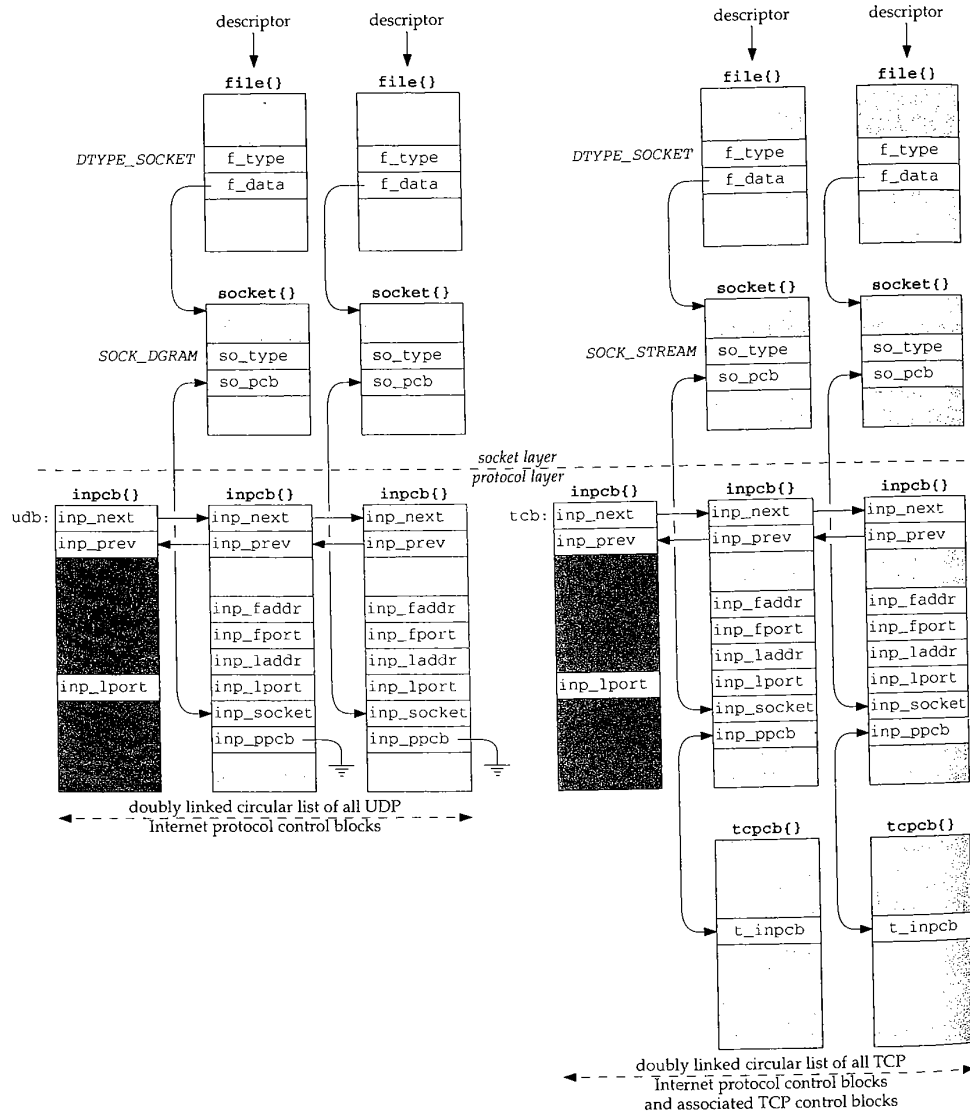 descriptor
descriptor
file{}
file{}
DTYPE_SOCKET
f_type
f_data
f_type
f_data
socket{}
socket{}
SOCK_DGRAM
so_type
so_pcb
so_type
so_pcb
descriptor
descriptor
file{}
file{}
DTYPE_SOCKET
f_type
f_data
f_type
f_data
socket{}
socket{}
SOCK_STREAM
so_type
so_pcb
so_type
so_pcb
socket layer
protocol layer
inpcb{}
inpcb{}
inpcb{}
udb:
inp_next
inp_prev
inp_lport
inp_next
inp_prev
inp_faddr
inp_fport
inp_laddr
inp_lport
inp_socket
inp_ppcb
inp_next
inp_prev
inp_faddr
inp_fport
inp_laddr
inp_lport
inp_socket
inp_ppcb
doubly linked circular list of all UDP
Internet protocol control blocks
inpcb{}
inpcb{}
inpcb{}
tcb:
inp_next
inp_prev
inp_lport
inp_next
inp_prev
inp_faddr
inp_fport
inp_laddr
inp_lport
inp_socket
inp_ppcb
inp_next
inp_prev
inp_faddr
inp_fport
inp_laddr
inp_lport
inp_socket
inp_ppcb
tcpcb{}
tcpcb{}
t_inpcb
t_inpcb
doubly linked circular list of all TCP
Internet protocol control blocks
and associated TCP control blocks